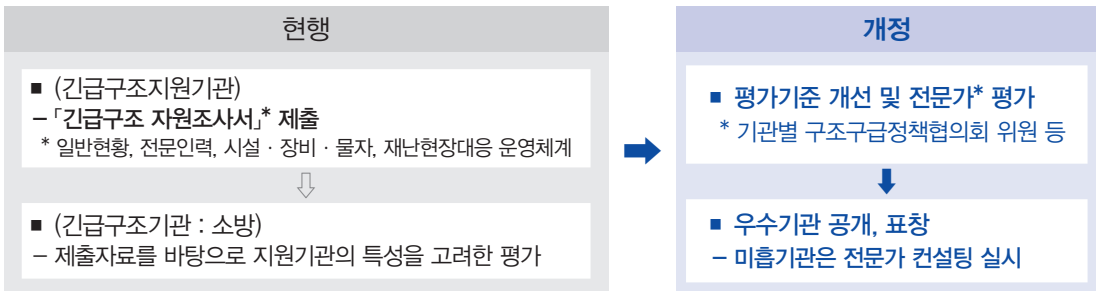 현행
■ (긴급구조지원기관)
– 「긴급구조 자원조사서」* 제출
* 일반현황, 전문인력, 시설 · 장비 · 물자, 재난현장대응 운영체계
■ (긴급구조기관 : 소방)
– 제출자료를 바탕으로 지원기관의 특성을 고려한 평가
개정
■ 평가기준 개선 및 전문가* 평가
* 기관별 구조구급정책협의회 위원 등
■ 우수기관 공개, 표창
– 미흡기관은 전문가 컨설팅 실시